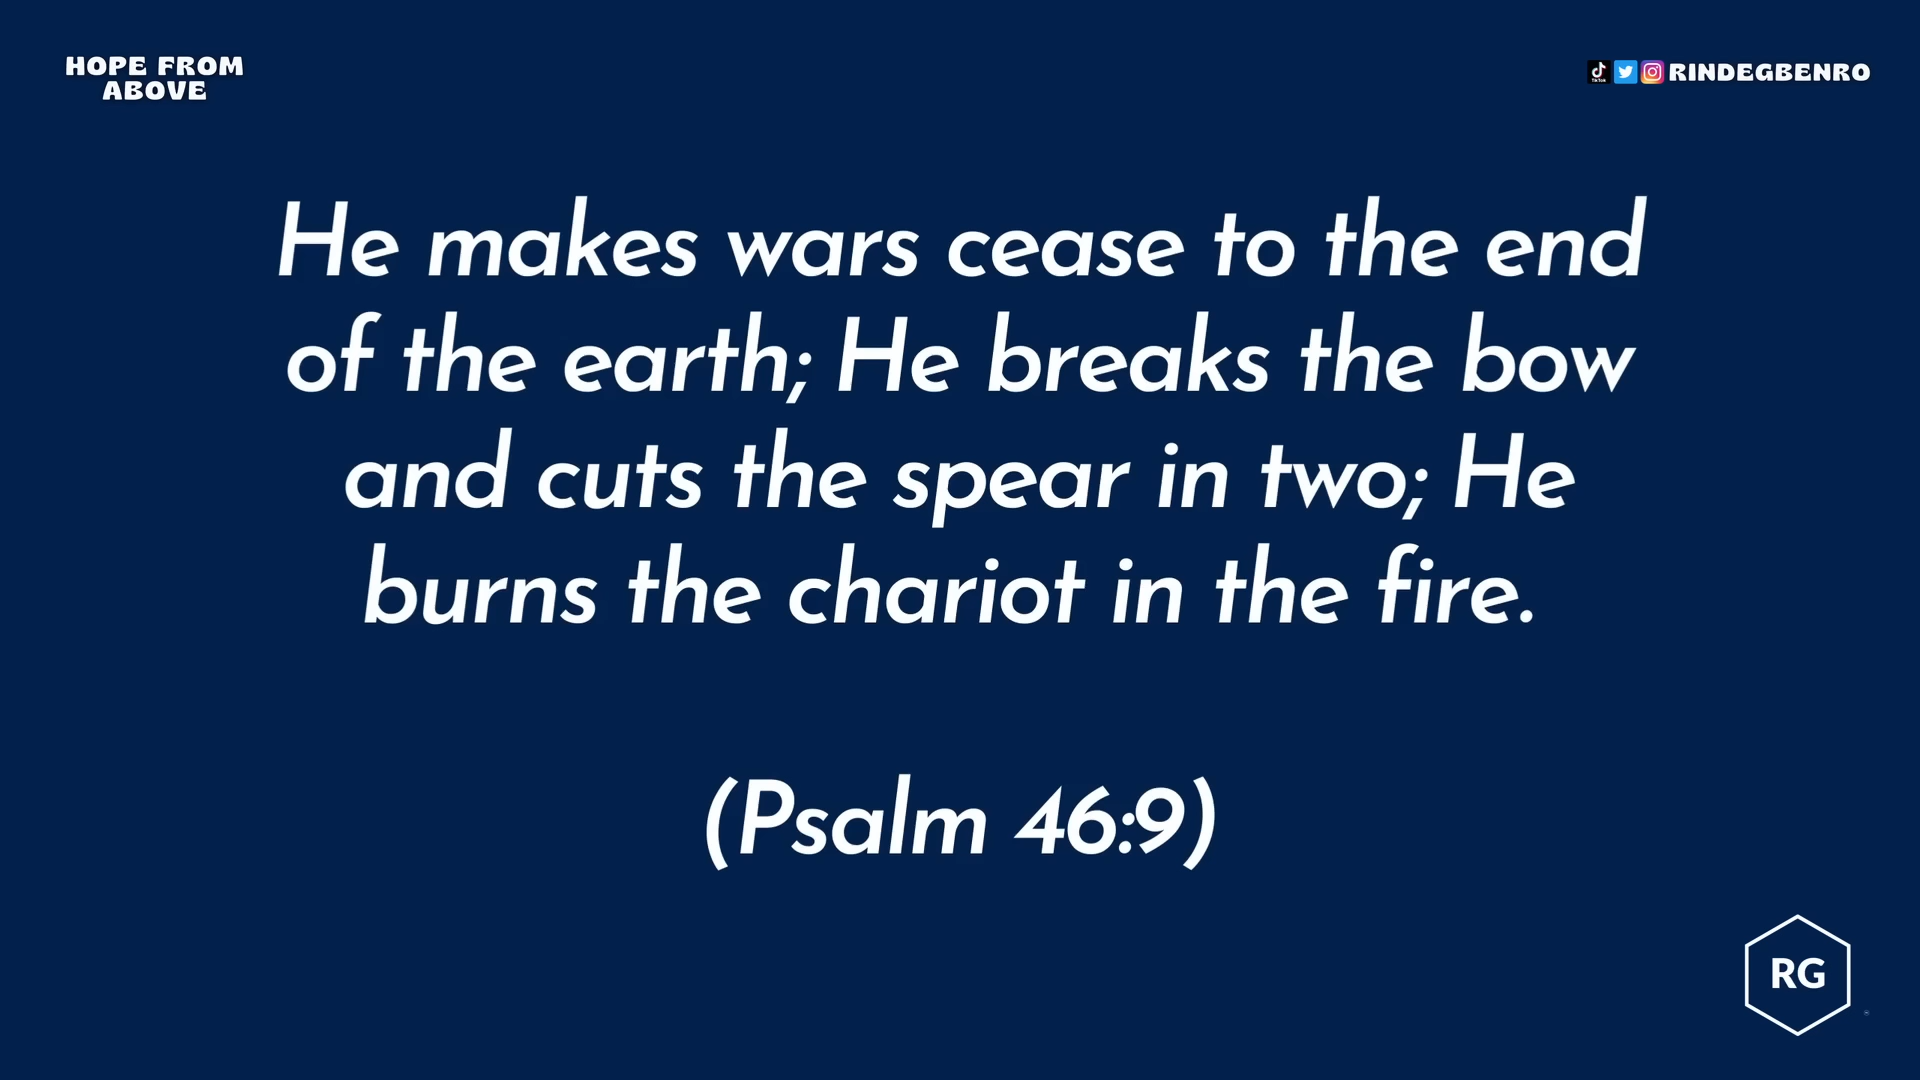 HOPE FROM
ABOVE
TikTok
RINDEGBENRO
He makes wars cease to the end
of the earth; He breaks the bow
and cuts the spear in two; He
burns the chariot in the fire.
(Psalm 46:9)
RG